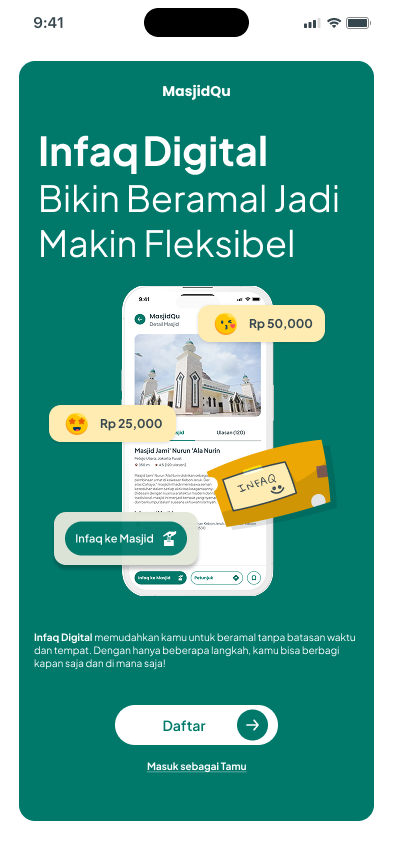 9:41
MasjidQu
Infaq Digital
Bikin Beramal Jadi
Makin Fleksibel
9:41
MasjidQu
Detail Masjid
Rp 50,000
Rp 25,000
Ulasan (120)
Masjid Jami' Nurun 'Ala Nurin
INFAQ
Infaq ke Masjid
Infaq ke Masjid
Petunjuk
Infaq Digital memudahkan kamu untuk beramal tanpa batasan waktu
dan tempat. Dengan hanya beberapa langkah, kamu bisa berbagi
kapan saja dan di mana saja!
Daftar
Masuk sebagai Tamu